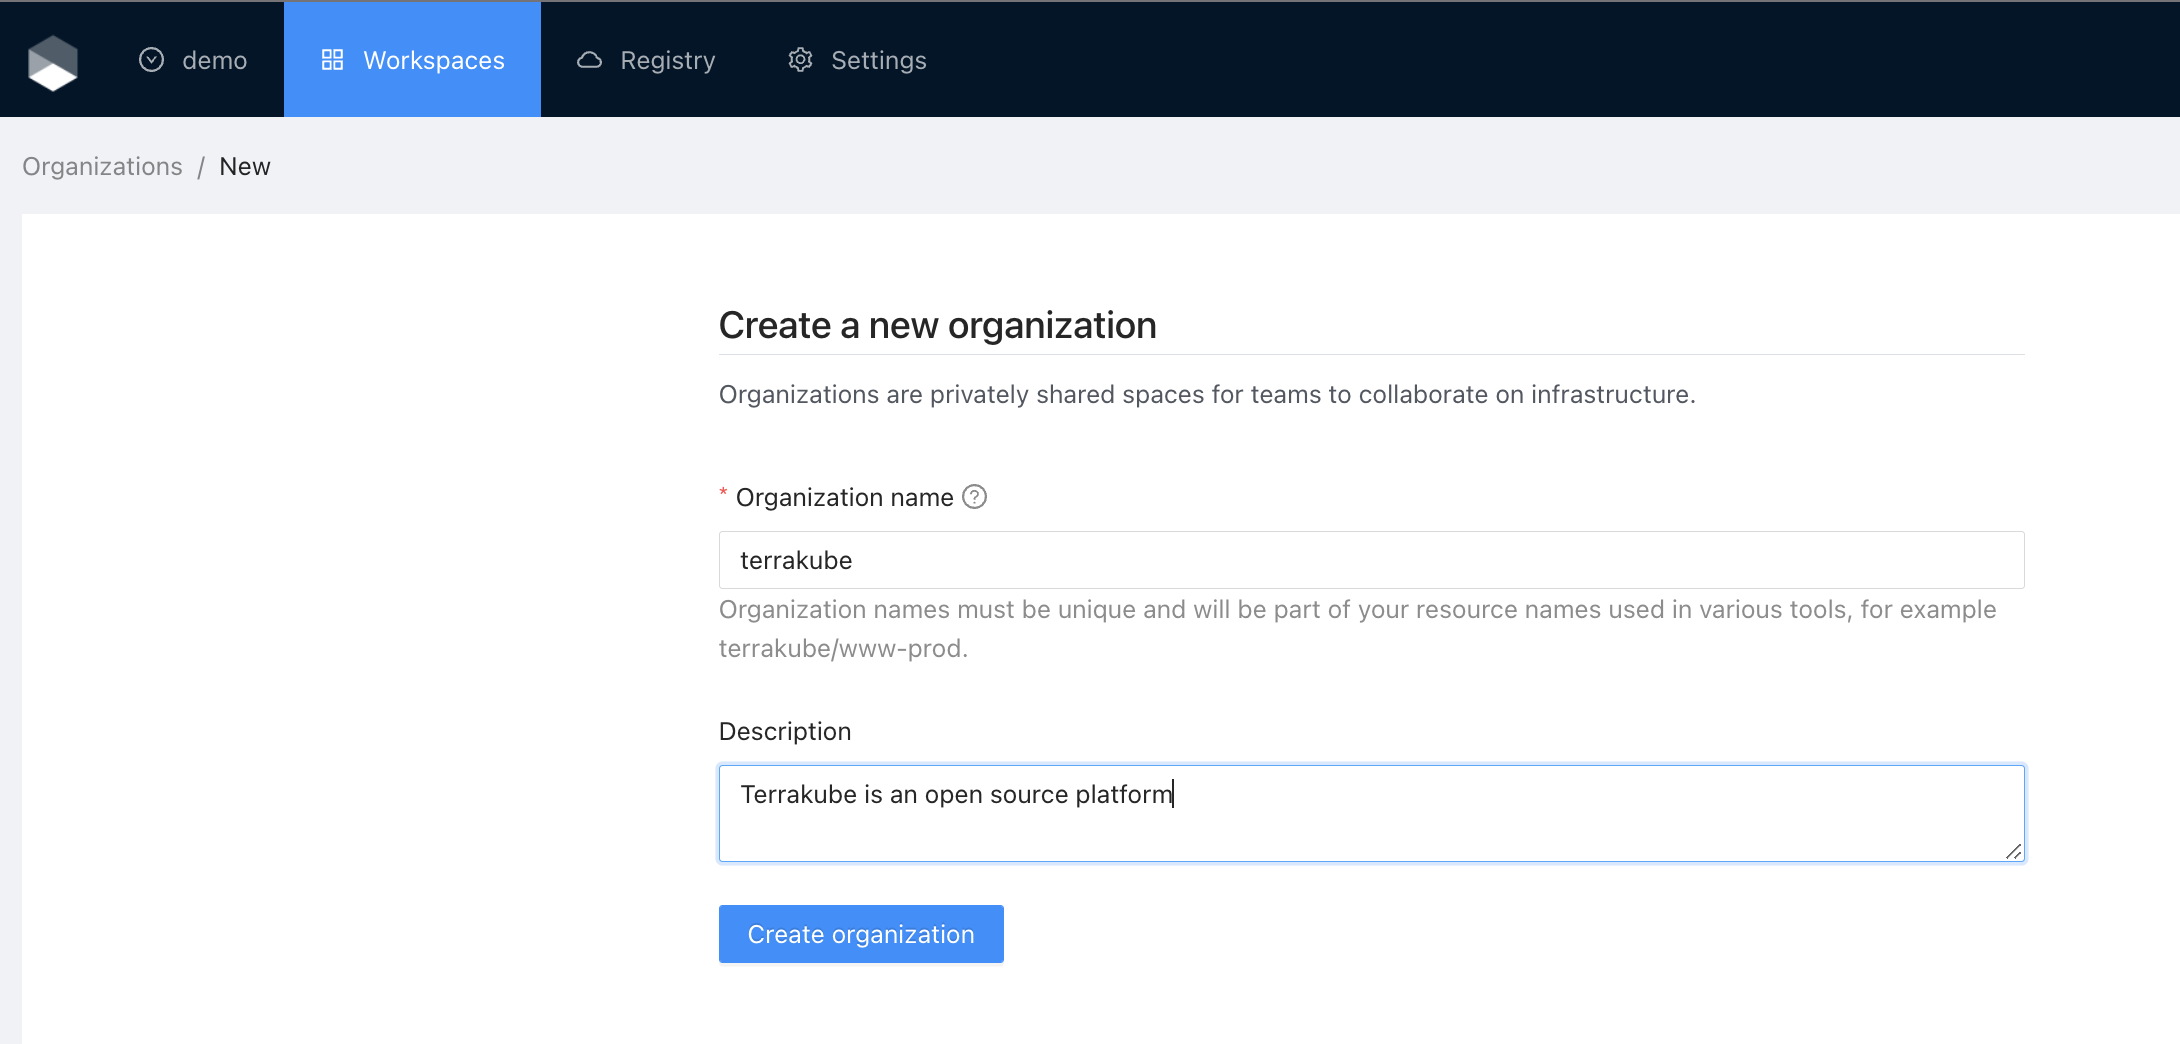 demo Workspaces Registry Settings
Organizations / New
Create a new organization
Organizations are privately shared spaces for teams to collaborate on infrastructure.
* Organization name
terrakube
Organization names must be unique and will be part of your resource names used in various tools, for example
terrakube/www-prod.
Description
Terrakube is an open source platform
Create organization